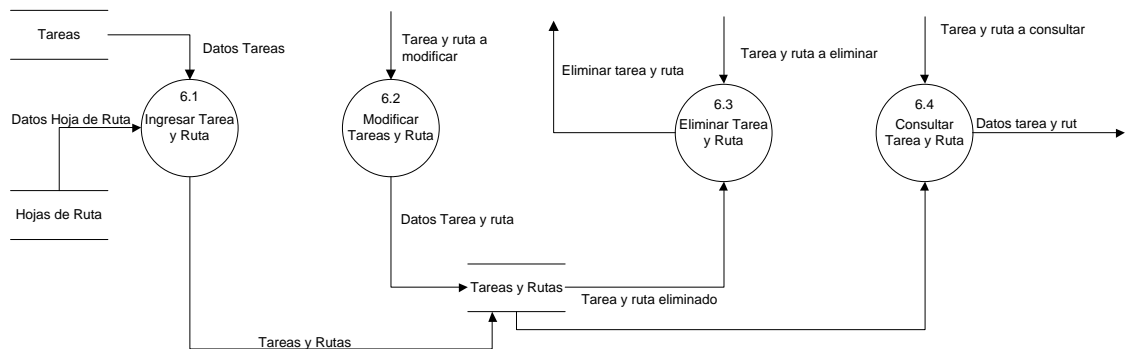 Tareas
Datos Tareas
Tarea y ruta a
modificar
Eliminar tarea y ruta
Tarea y ruta a eliminar
Tarea y ruta a consultar
Datos Hoja de Ruta
6.1
Ingresar Tarea
y Ruta
6.2
Modificar
Tareas y Ruta
6.3
Eliminar Tarea
y Ruta
6.4
Consultar
Tarea y Ruta
Datos tarea y rut
Hojas de Ruta
Datos Tarea y ruta
Tareas y Rutas
Tarea y ruta eliminado
Tareas y Rutas